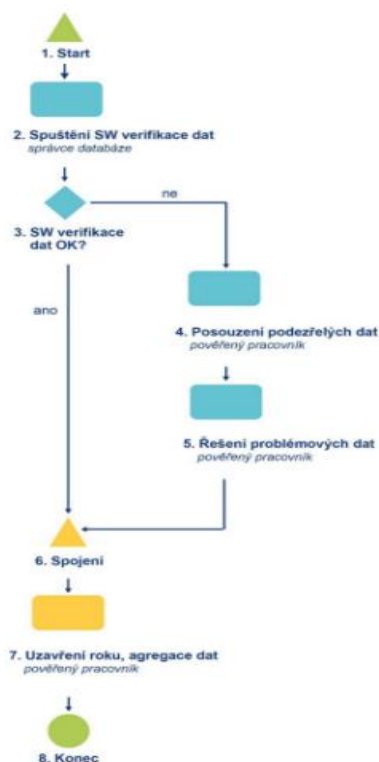 1. Start
2. Spuštění SW verifikace dat
správce databáze
ne
3. SW verifikace
dat OK?
ano
4. Posouzení podezřelých dat
pověřený pracovník
5. Řešení problémových dat
pověřený pracovník
6. Spojení
7. Uzavření roku, agregace dat
pověřený pracovník
8. Konec